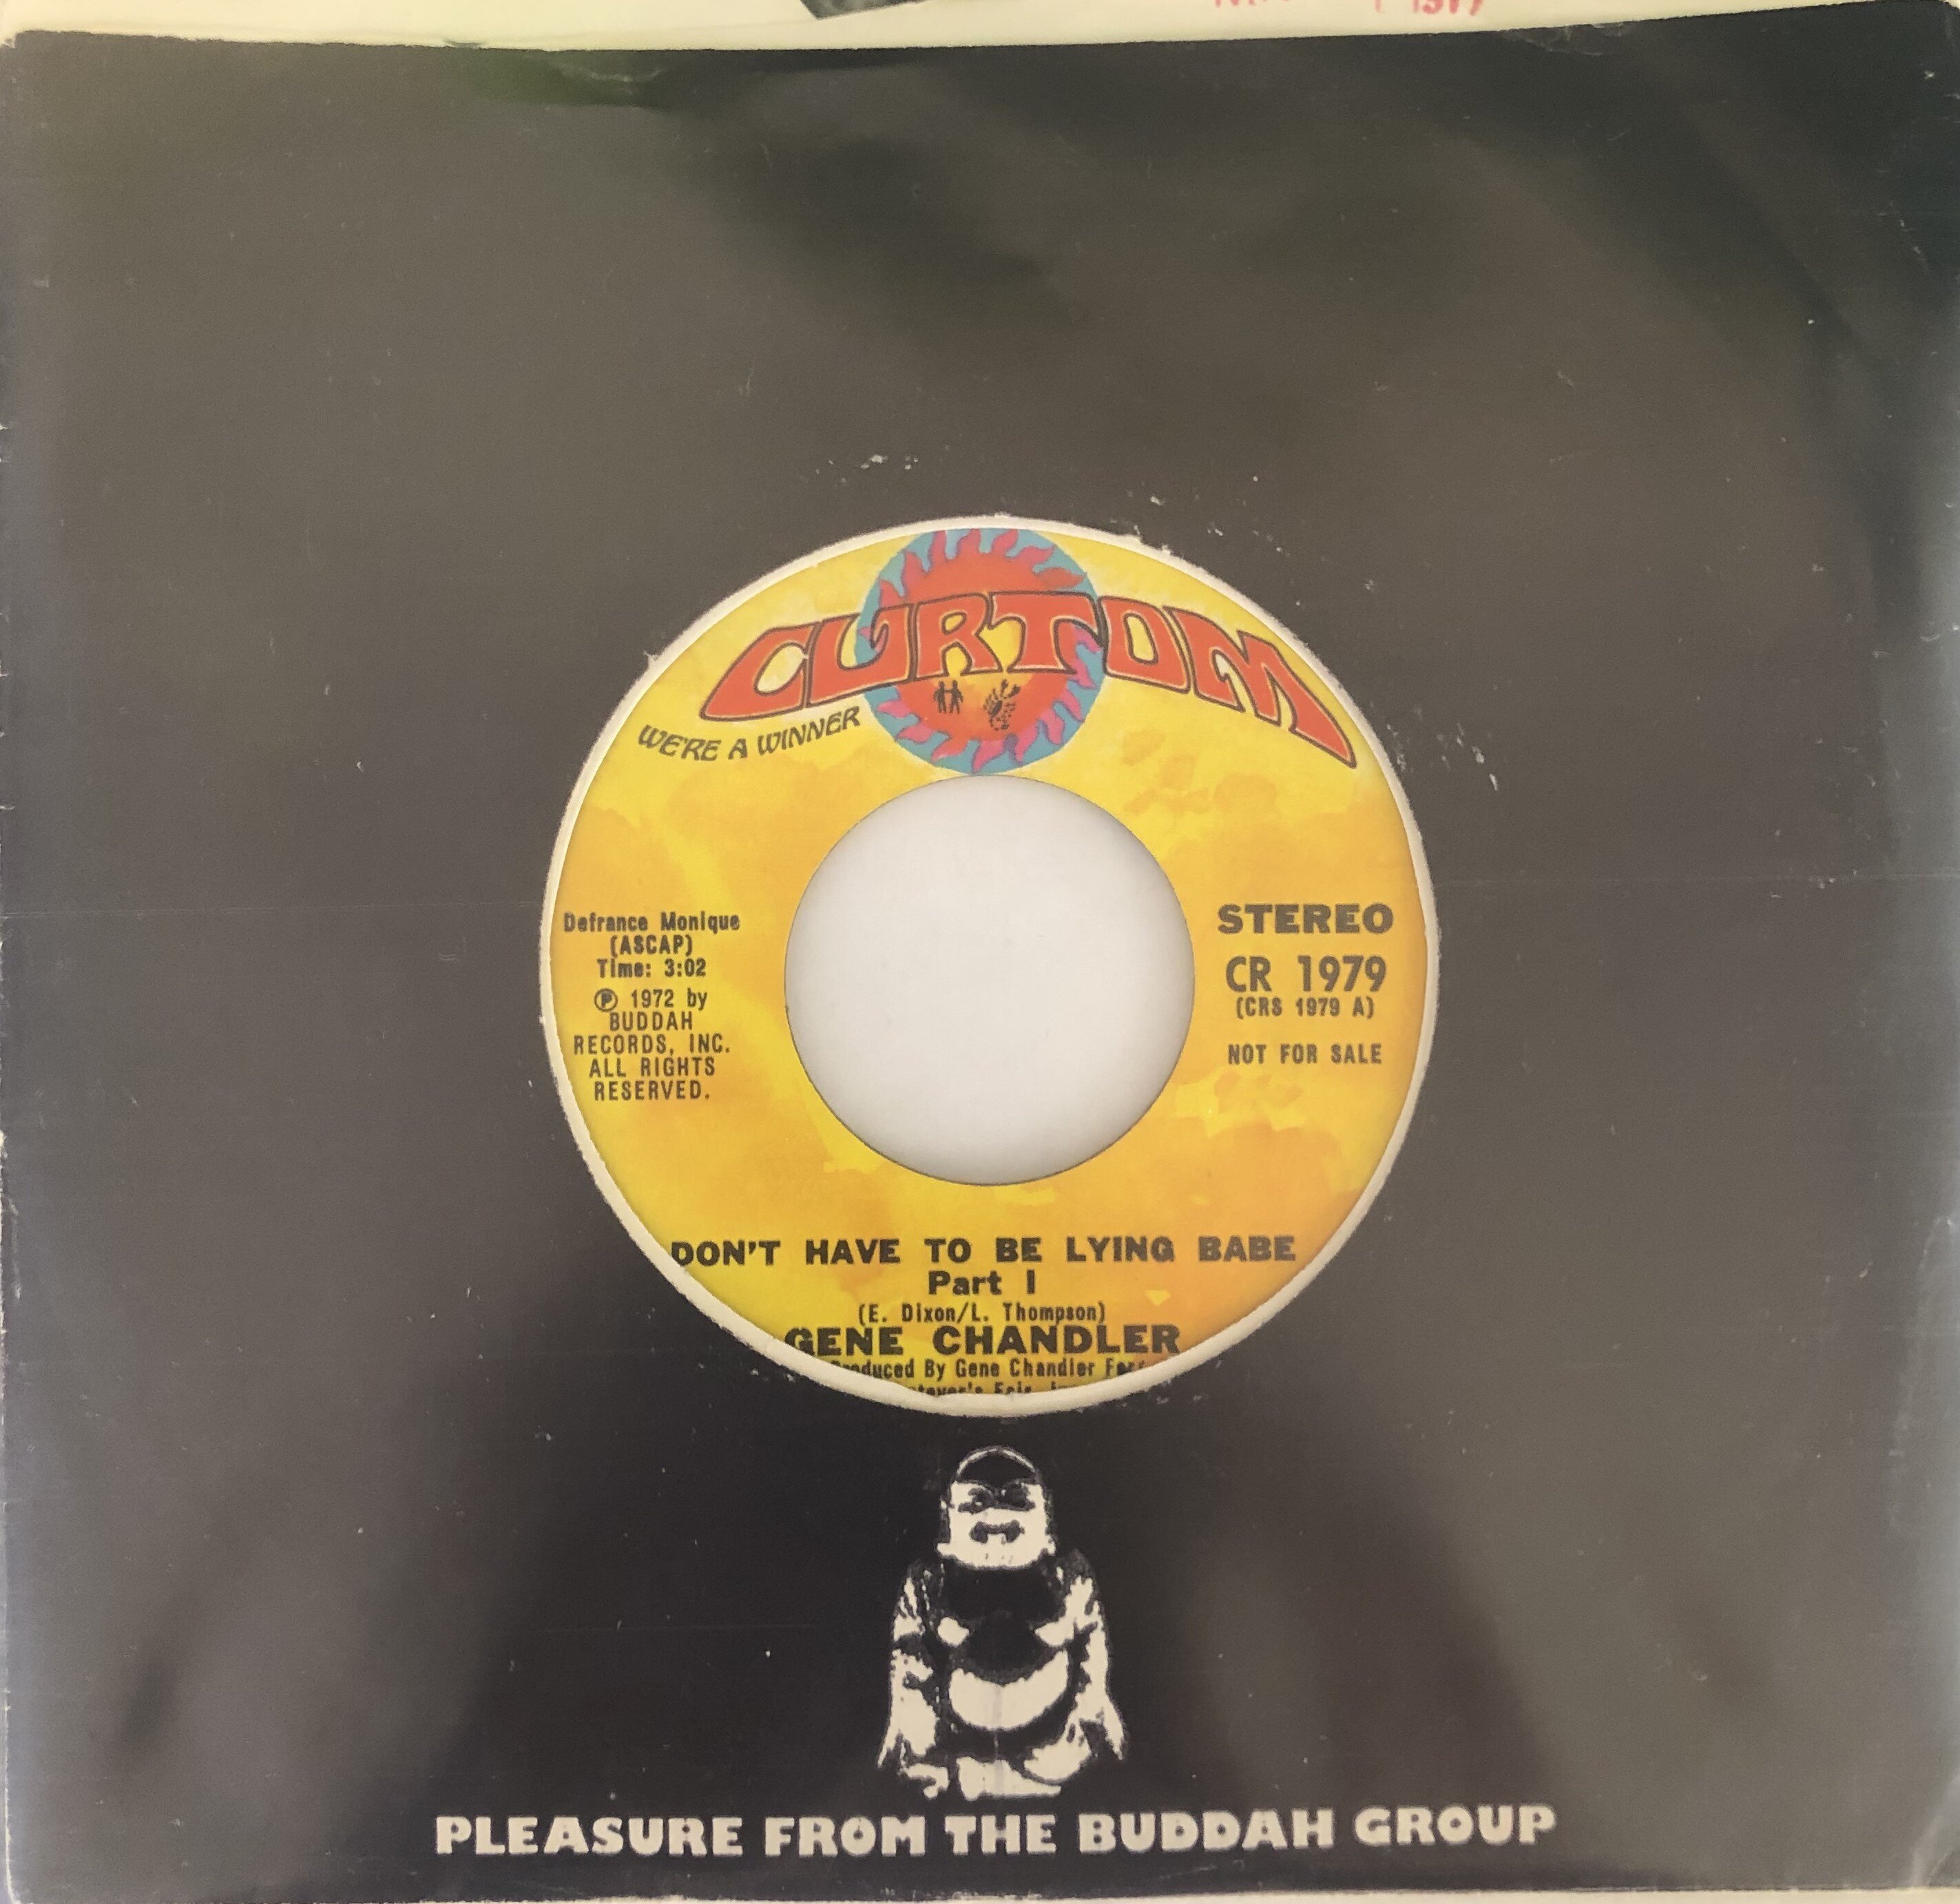 CURTOM
WE'RE A WINNER
Defrance Monique
(ASCAP)
Time: 3:02
Ⓟ 1972 by
BUDDAH
RECORDS, INC.
ALL RIGHTS
RESERVED.
STEREO
CR 1979
(CRS 1979 A)
NOT FOR SALE
DON'T HAVE TO BE LYING BABE
Part I
(E. Dixon/L. Thompson)
GENE CHANDLER
By Gene Chandler
PLEASURE FROM THE BUDDAH GROUP